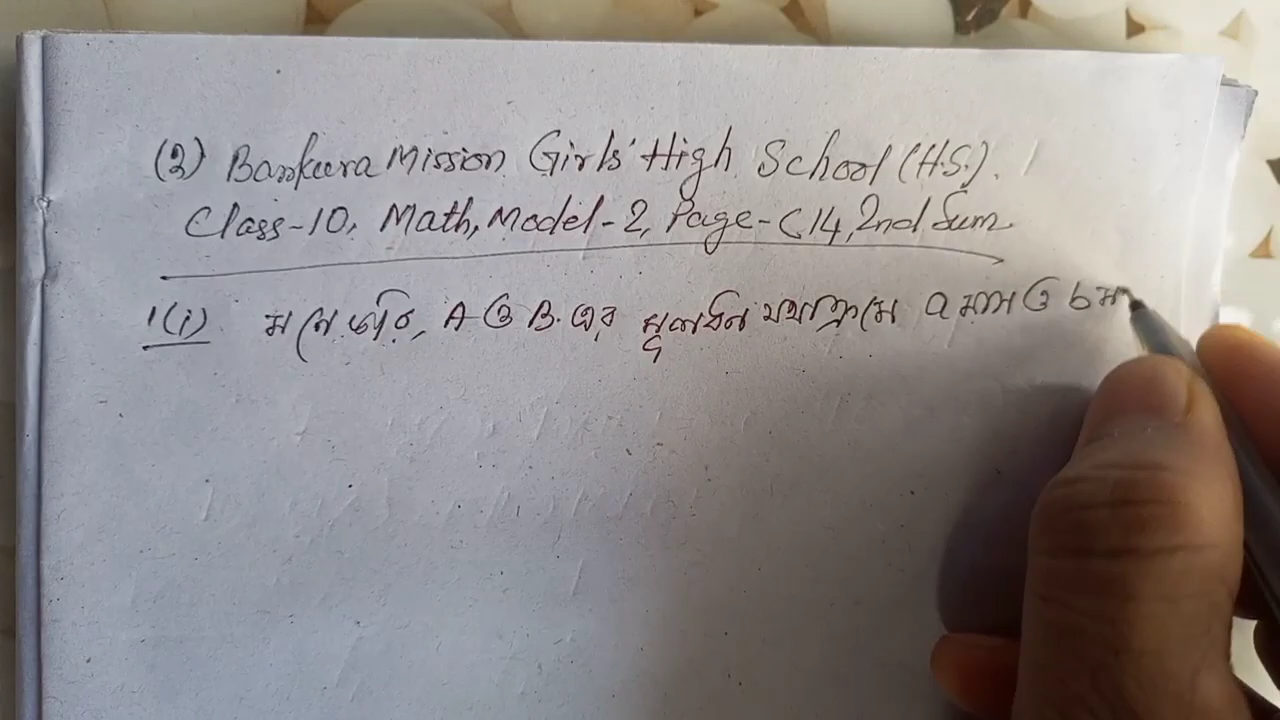 (2) Bankura Mission Girls' High School (H.S).
Class-10, Math, Model-2, Page-C14, 2nd Sum.
1(i) মনে করি, A ও B. এর মূলধন যথাক্রমে a মাস ও b